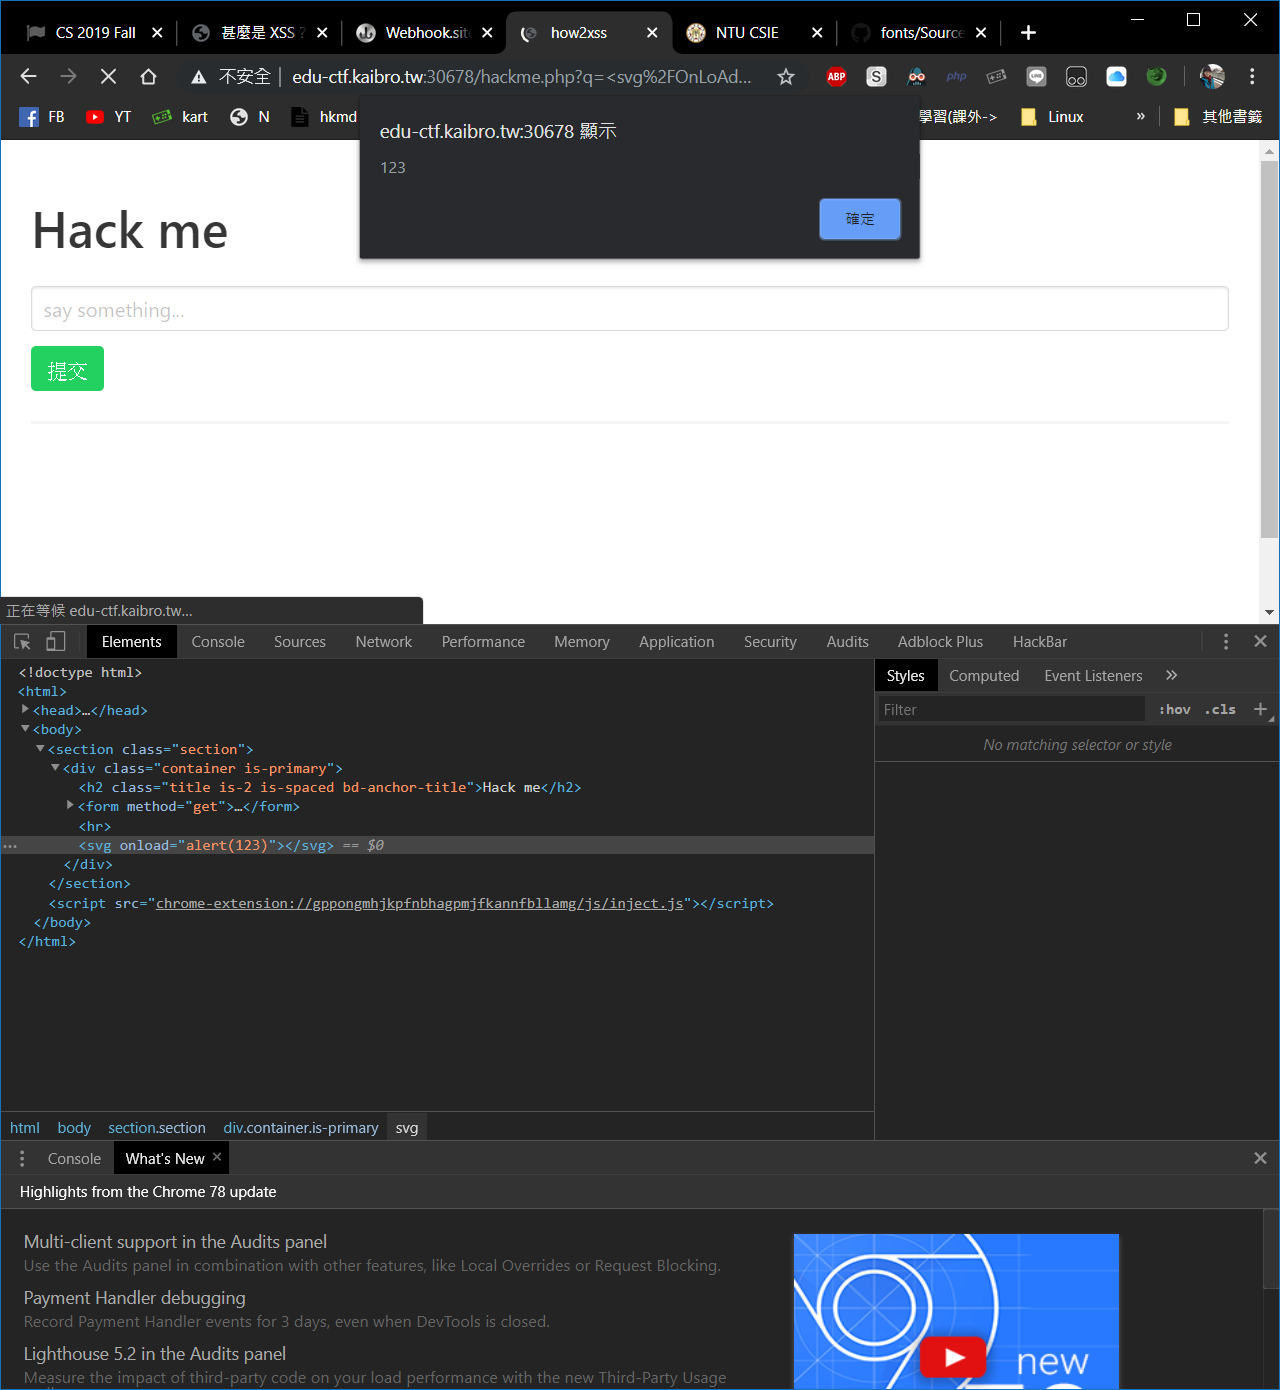 CS 2019 Fall
甚麼是 XSS ?
Webhook.site
how2xss
NTU CSIE
fonts/Source
不安全 | edu-ctf.kaibro.tw:30678/hackme.php?q=<svg%2FOnLoAd...
ABP
S
php
LINE
FB
YT
kart
N
hkmd
學習(課外->
Linux
»
其他書籤
edu-ctf.kaibro.tw:30678 顯示
123
確定
Hack me
say something...
提交
正在等候 edu-ctf.kaibro.tw...
Elements
Console
Sources
Network
Performance
Memory
Application
Security
Audits
Adblock Plus
HackBar
<!doctype html>
<html>
<head>…</head>
<body>
<section class="section">
<div class="container is-primary">
<h2 class="title is-2 is-spaced bd-anchor-title">Hack me</h2>
<form method="get">…</form>
<hr>
<svg onload="alert(123)"></svg> == $0
</div>
</section>
<script src="chrome-extension://gppongmhjkpfnbhagpmjfkannfbllamg/js/inject.js"></script>
</body>
</html>
Styles
Computed
Event Listeners
»
Filter
:hov
.cls
+
No matching selector or style
html
body
section.section
div.container.is-primary
svg
Console
What's New
Highlights from the Chrome 78 update
Multi-client support in the Audits panel
Use the Audits panel in combination with other features, like Local Overrides or Request Blocking.
Payment Handler debugging
Record Payment Handler events for 3 days, even when DevTools is closed.
Lighthouse 5.2 in the Audits panel
Measure the impact of third-party code on your load performance with the new Third-Party Usage
new